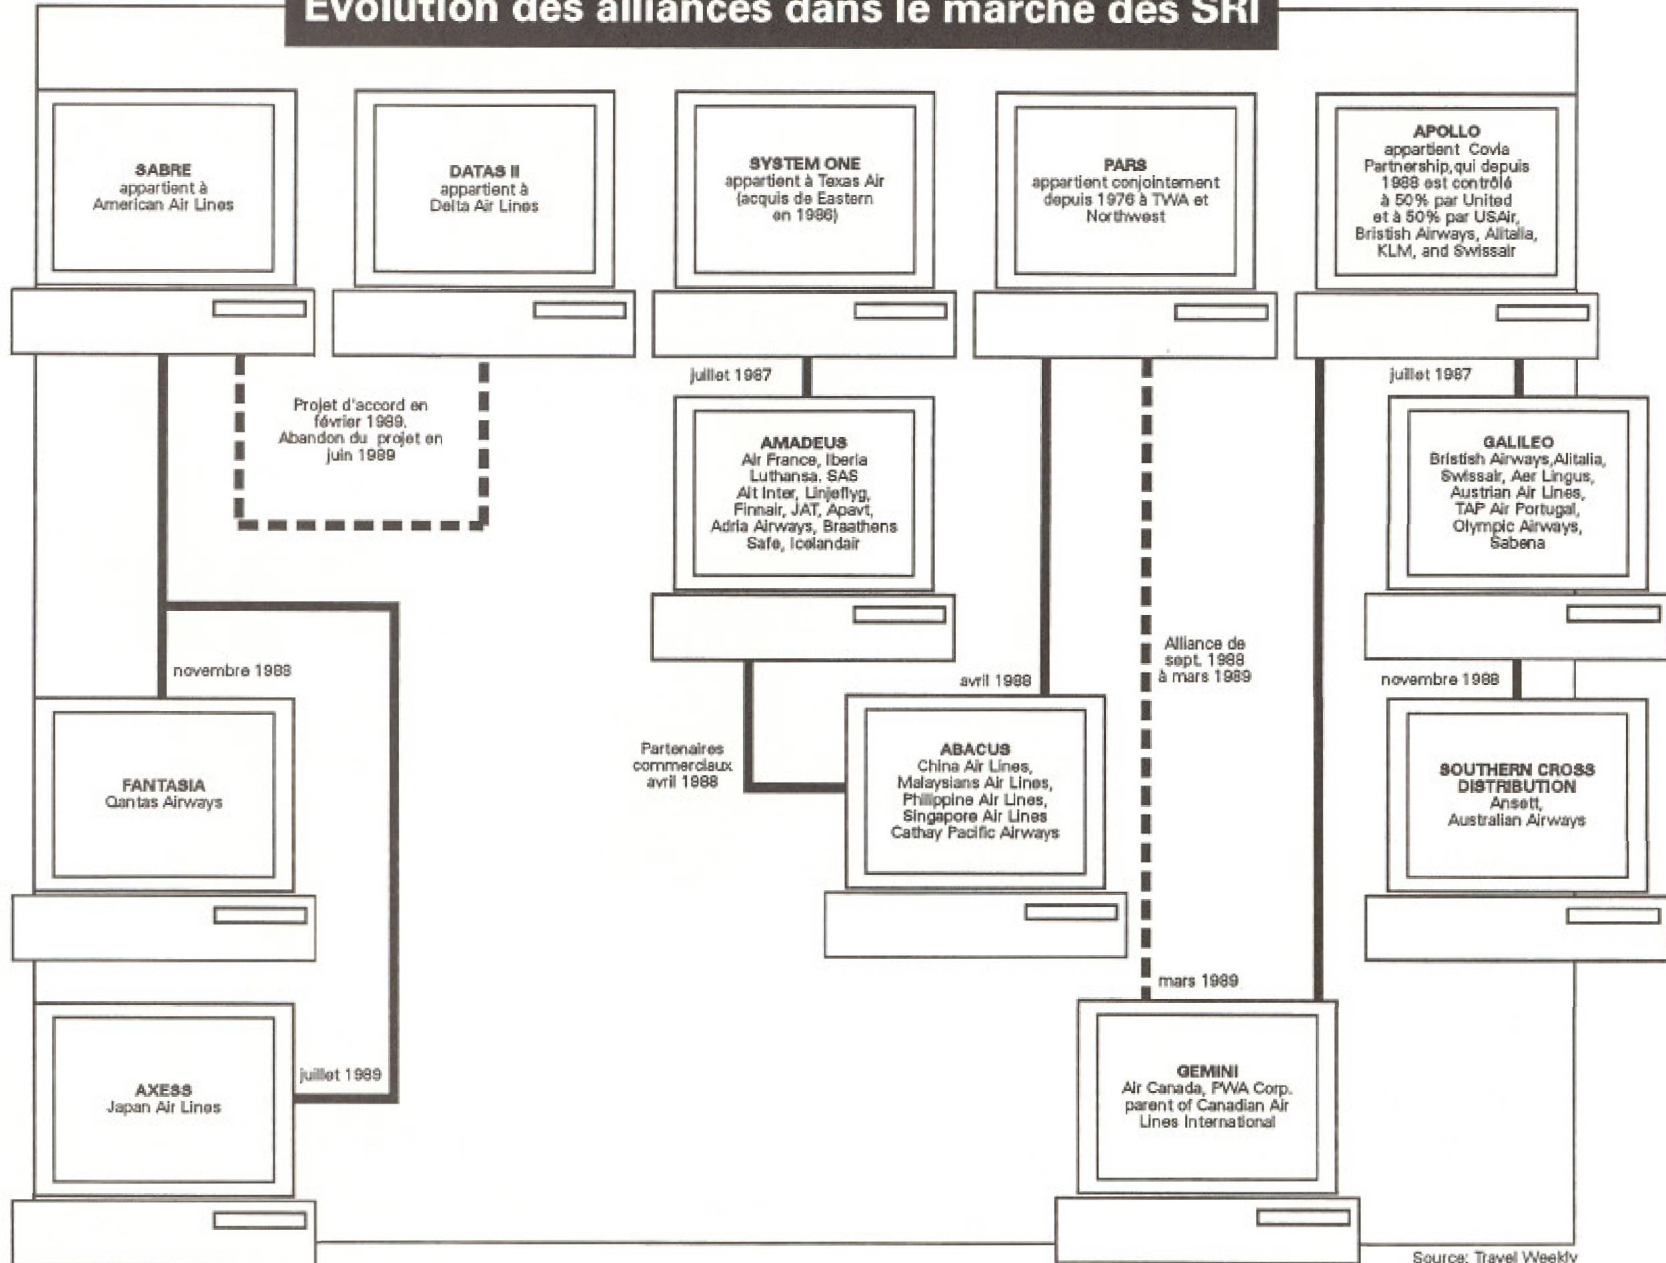 Evolution des alliances dans le marché des SRI
SABRE
appartient à
American Air Lines
DATAS II
appartient à
Delta Air Lines
SYSTEM ONE
appartient à Texas Air
(acquis de Eastern
en 1986)
PARS
appartient conjointement
depuis 1976 à TWA et
Northwest
APOLLO
appartient Covia
Partnership,qui depuis
1988 est contrôlé
à 50% par United
et à 50% par USAir,
Bristish Airways, Alitalia,
KLM, and Swissair
Projet d'accord en
février 1989.
Abandon du projet en
juin 1989
juillet 1987
AMADEUS
Air France, Iberia
Luthansa. SAS
Ait Inter, Linjeflyg,
Finnair, JAT, Apavt,
Adria Airways, Braathens
Safe, Icelandair
juillet 1987
GALILEO
Bristish Airways,Alitalia,
Swissair, Aer Lingus,
Austrian Air Lines,
TAP Air Portugal,
Olympic Airways,
Sabena
novembre 1988
Alliance de
sept. 1988
à mars 1989
avril 1988
novembre 1988
FANTASIA
Qantas Airways
Partenaires
commerciaux
avril 1988
ABACUS
China Air Lines,
Malaysians Air Lines,
Philippine Air Lines,
Singapore Air Lines
Cathay Pacific Airways
SOUTHERN CROSS
DISTRIBUTION
Ansett,
Australian Airways
mars 1989
AXESS
Japan Air Lines
juillet 1989
GEMINI
Air Canada, PWA Corp.
parent of Canadian Air
Lines International
Source: Travel Weekly